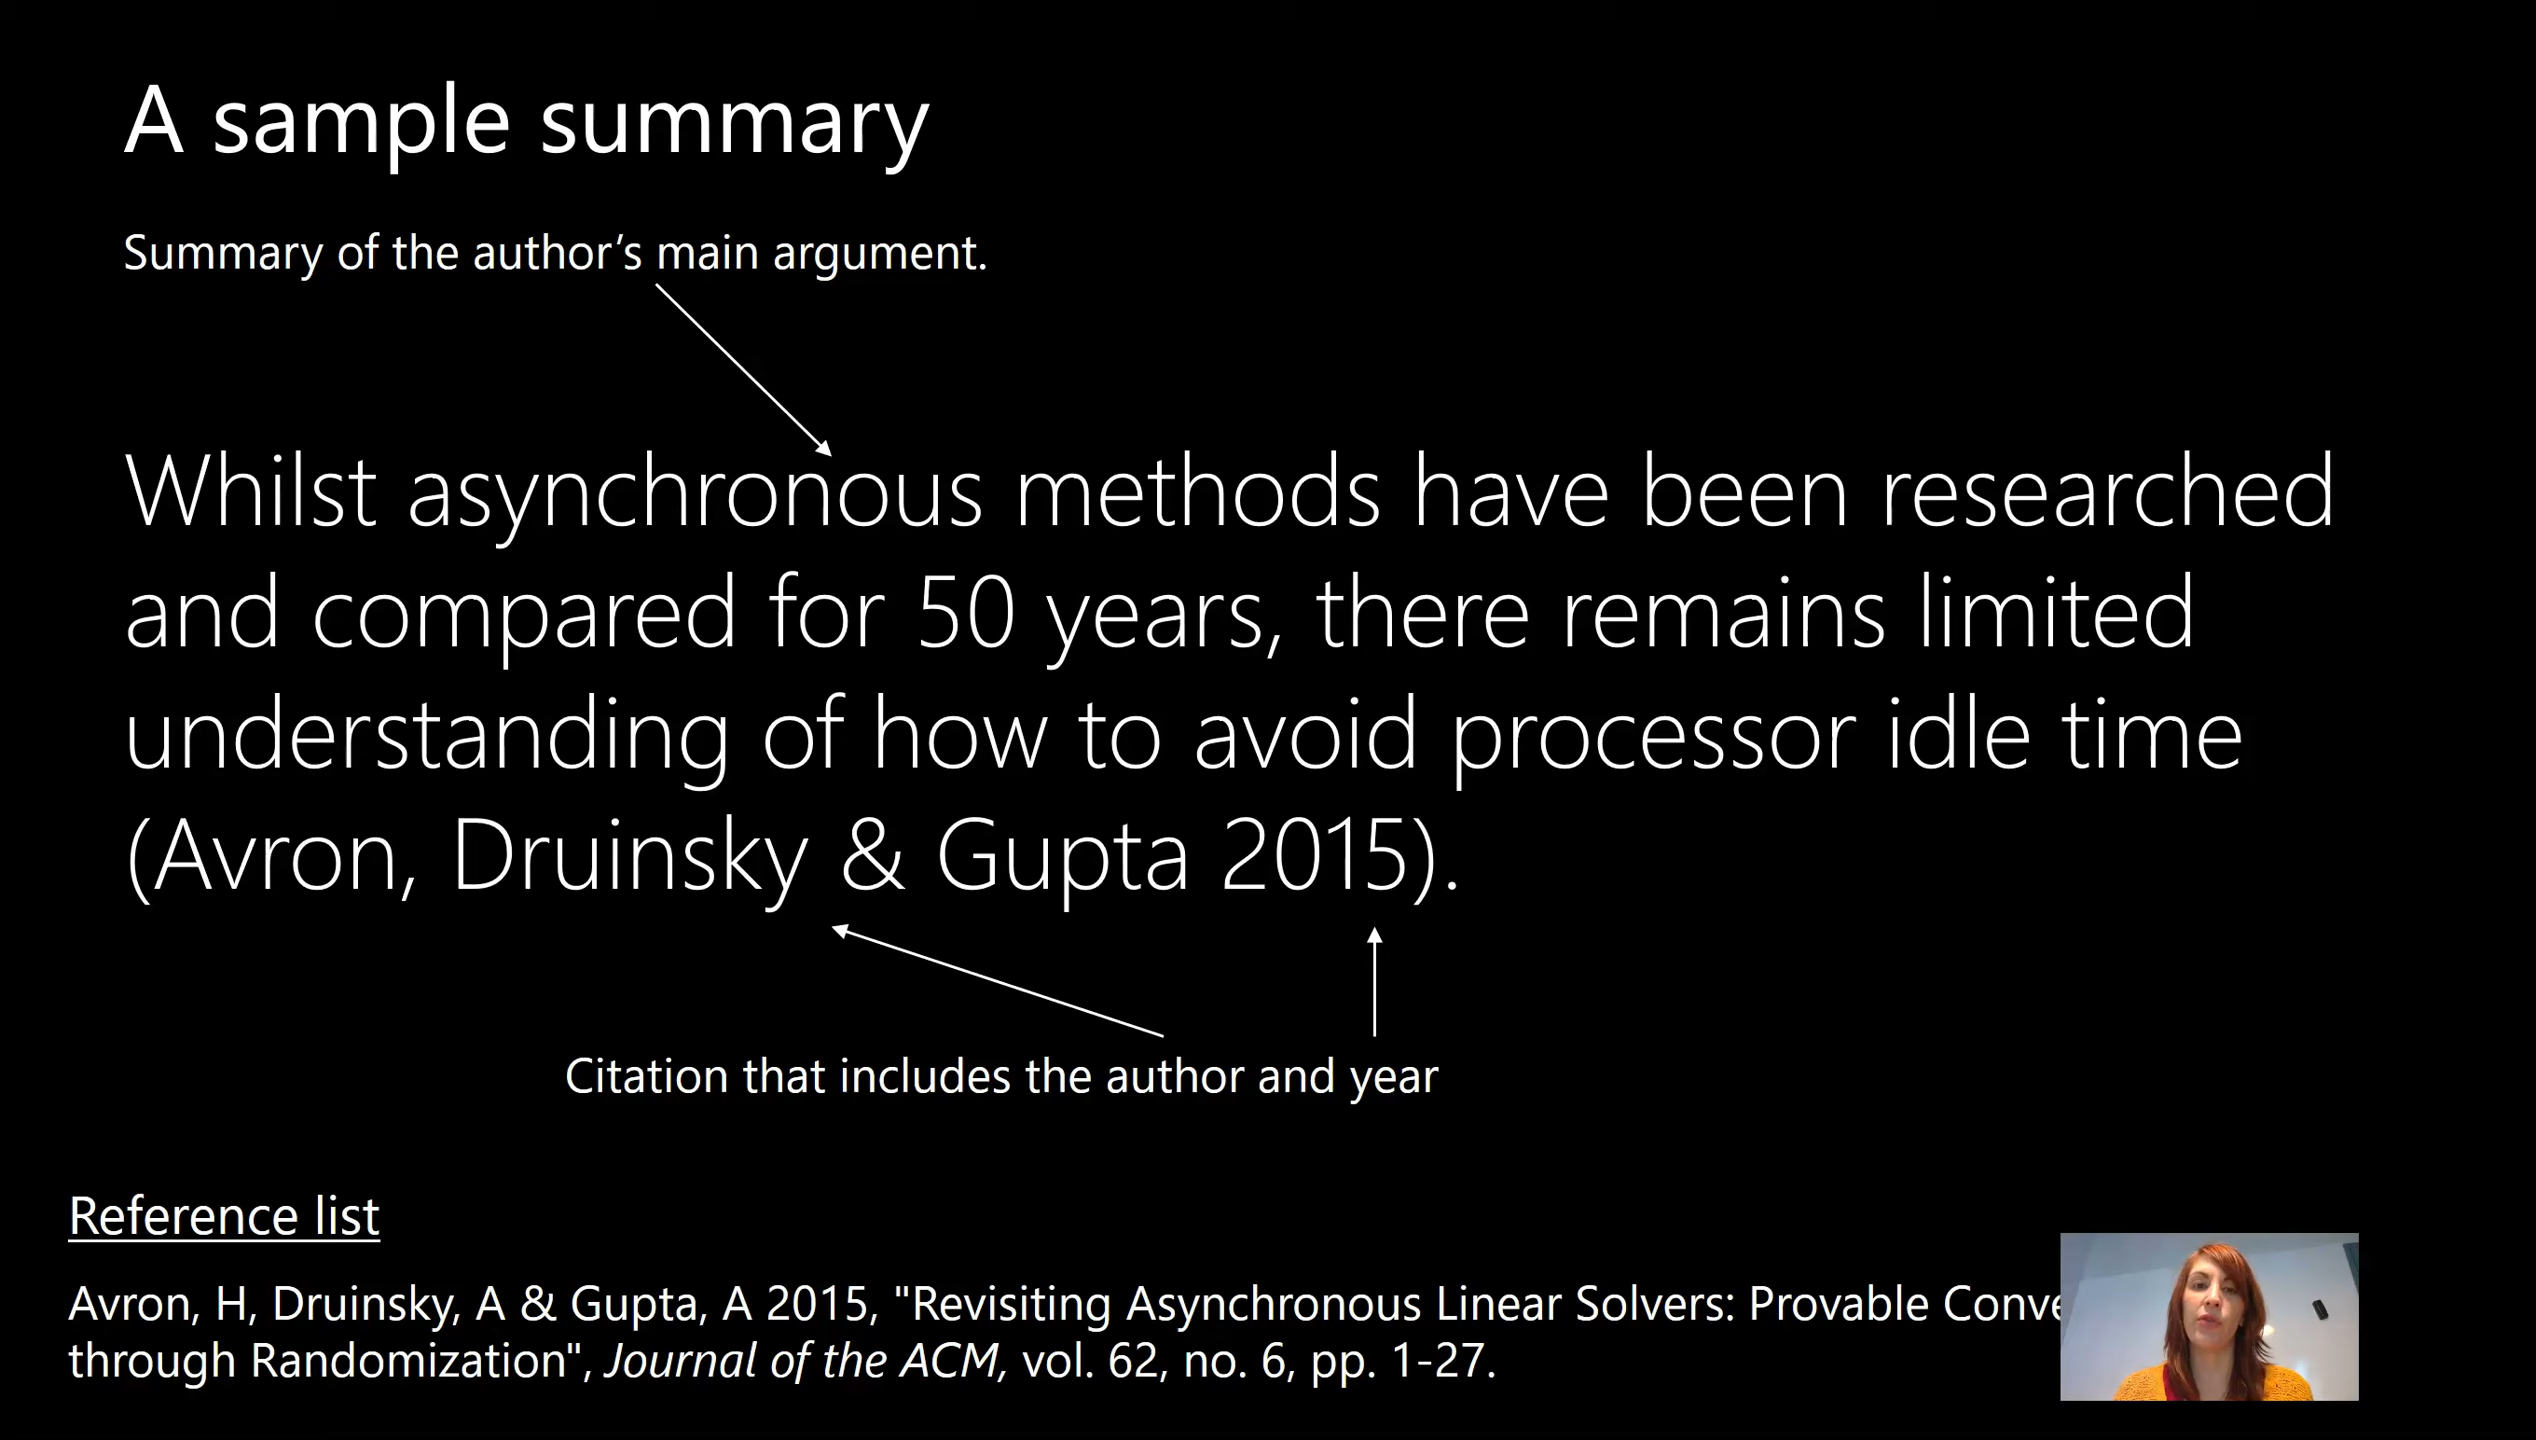 A sample summary
Summary of the author’s main argument.
Whilst asynchronous methods have been researched
and compared for 50 years, there remains limited
understanding of how to avoid processor idle time
(Avron, Druinsky & Gupta 2015).
Citation that includes the author and year
Reference list
Avron, H, Druinsky, A & Gupta, A 2015, "Revisiting Asynchronous Linear Solvers: Provable
through Randomization", Journal of the ACM, vol. 62, no. 6, pp. 1-27.